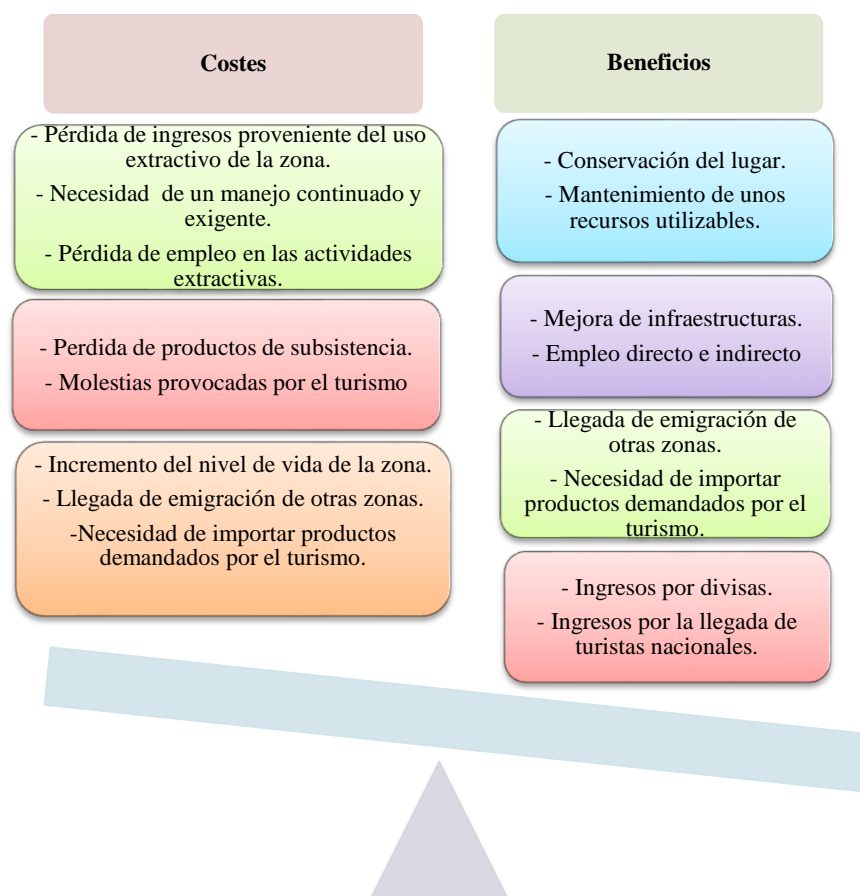 Costes
- Pérdida de ingresos proveniente del uso
extractivo de la zona.
- Necesidad de un manejo continuado y
exigente.
- Pérdida de empleo en las actividades
extractivas.
- Perdida de productos de subsistencia.
- Molestias provocadas por el turismo
- Incremento del nivel de vida de la zona.
- Llegada de emigración de otras zonas.
-Necesidad de importar productos
demandados por el turismo.
Beneficios
- Conservación del lugar.
- Mantenimiento de unos
recursos utilizables.
- Mejora de infraestructuras.
- Empleo directo e indirecto
- Llegada de emigración de
otras zonas.
- Necesidad de importar
productos demandados por el
turismo.
- Ingresos por divisas.
- Ingresos por la llegada de
turistas nacionales.